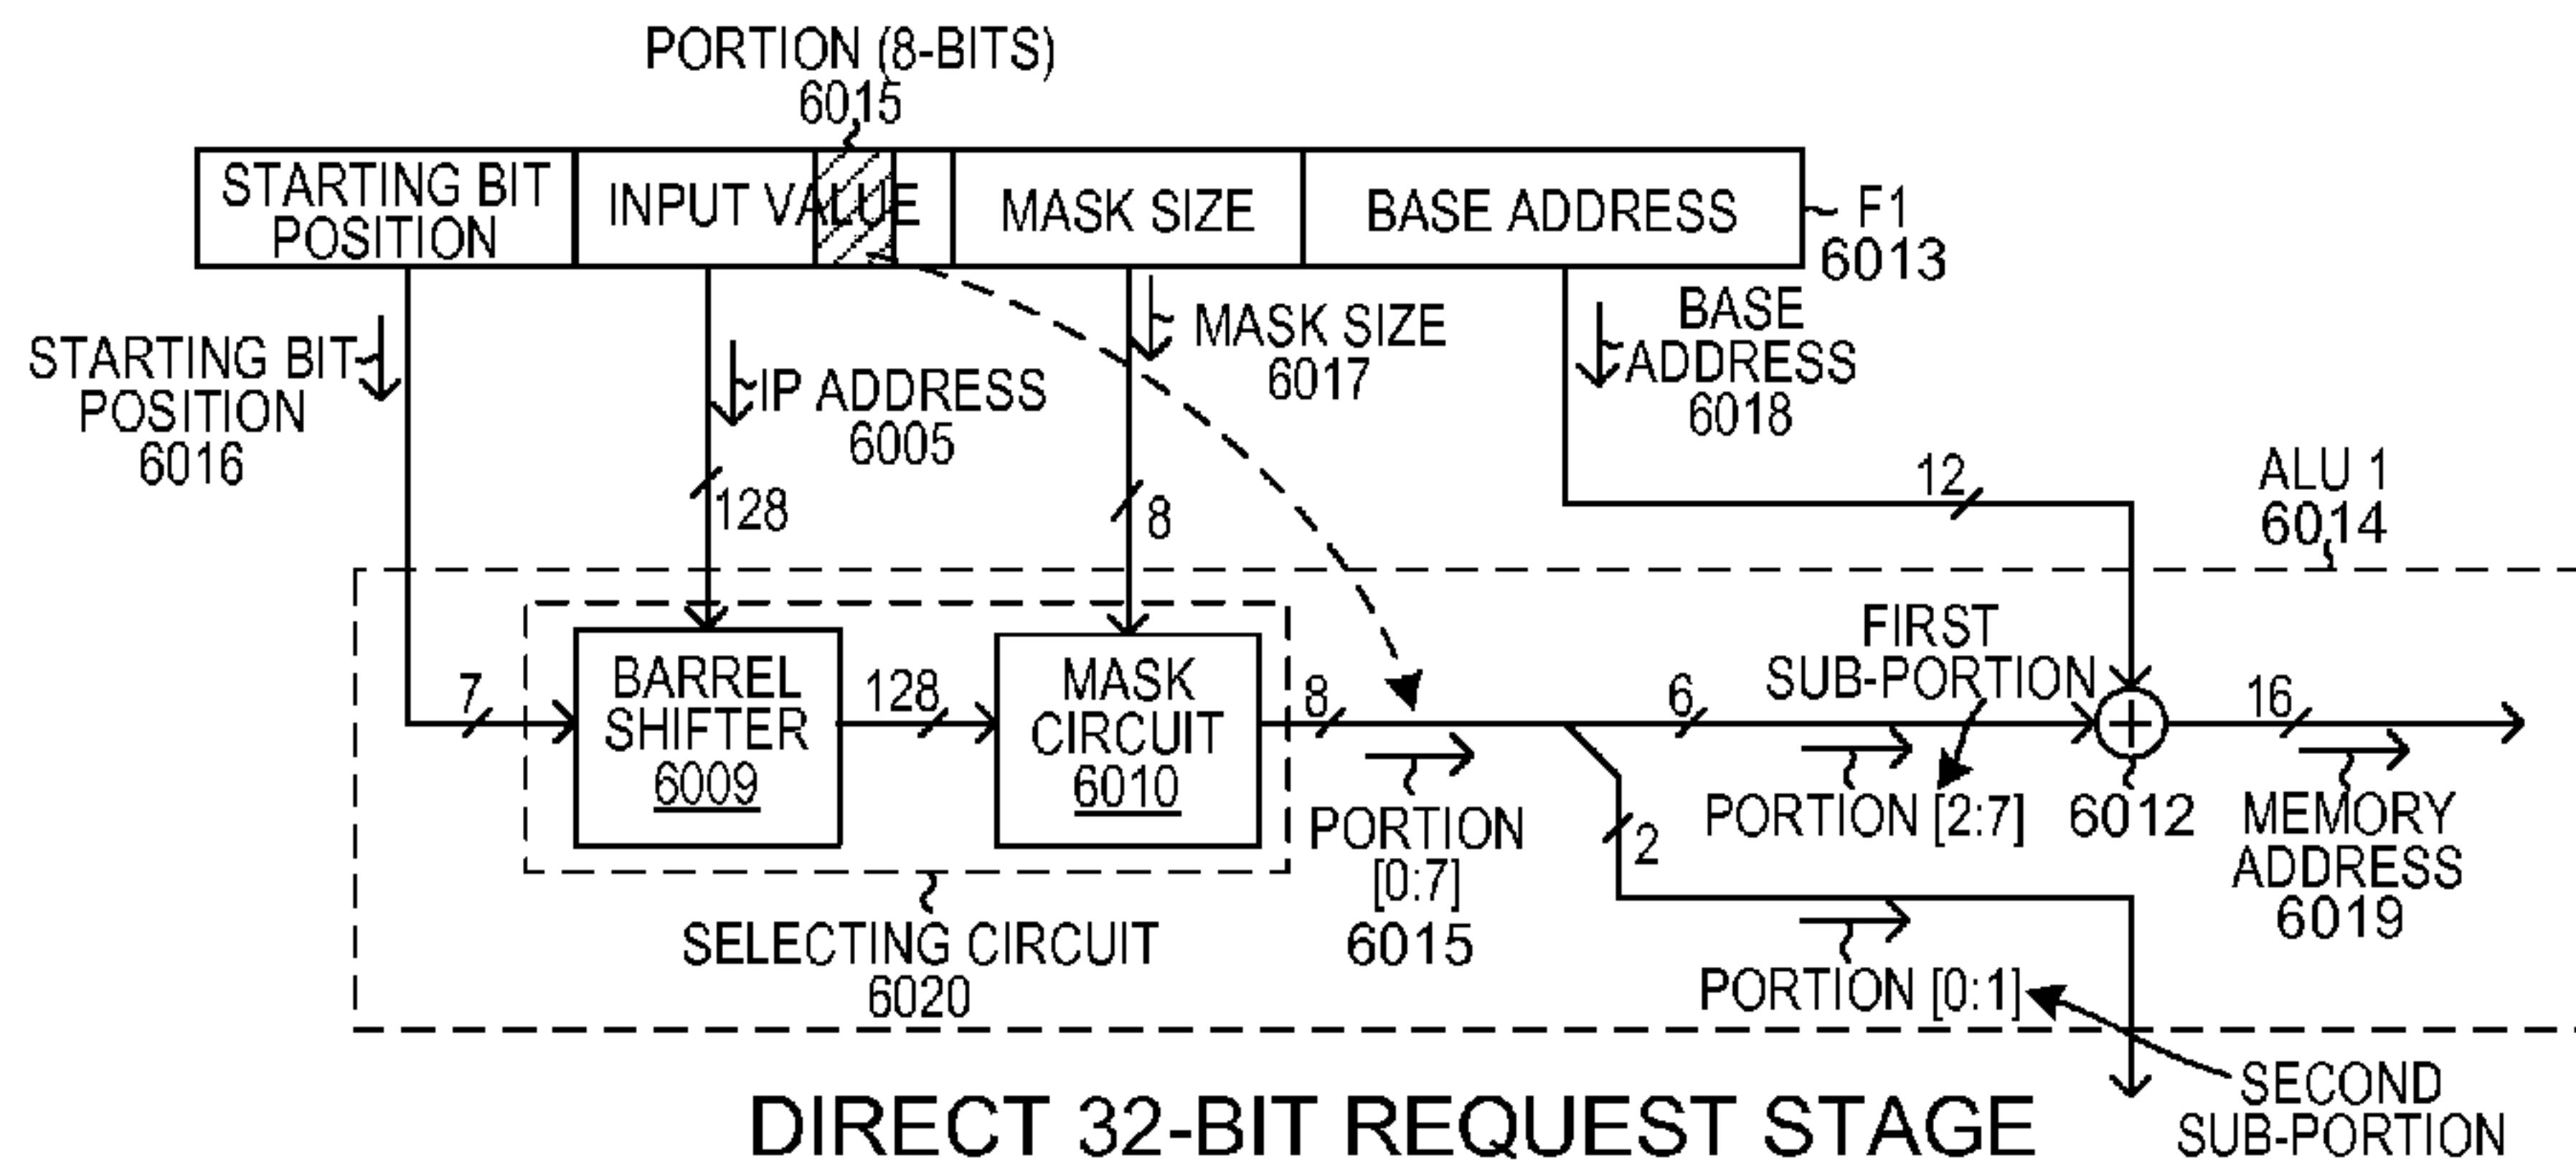 PORTION (8-BITS)
6015
STARTING BIT
POSITION
INPUT VALUE
MASK SIZE
BASE ADDRESS
F1
6013
STARTING BIT
POSITION
6016
IP ADDRESS
6005
MASK SIZE
6017
BASE
ADDRESS
6018
128
8
12
ALU 1
6014
7
BARREL
SHIFTER
6009
128
MASK
CIRCUIT
6010
8
6
FIRST
SUB-PORTION
16
PORTION
[0:7]
6015
2
PORTION [2:7]
6012
MEMORY
ADDRESS
6019
SELECTING CIRCUIT
6020
PORTION [0:1]
SECOND
SUB-PORTION
DIRECT 32-BIT REQUEST STAGE